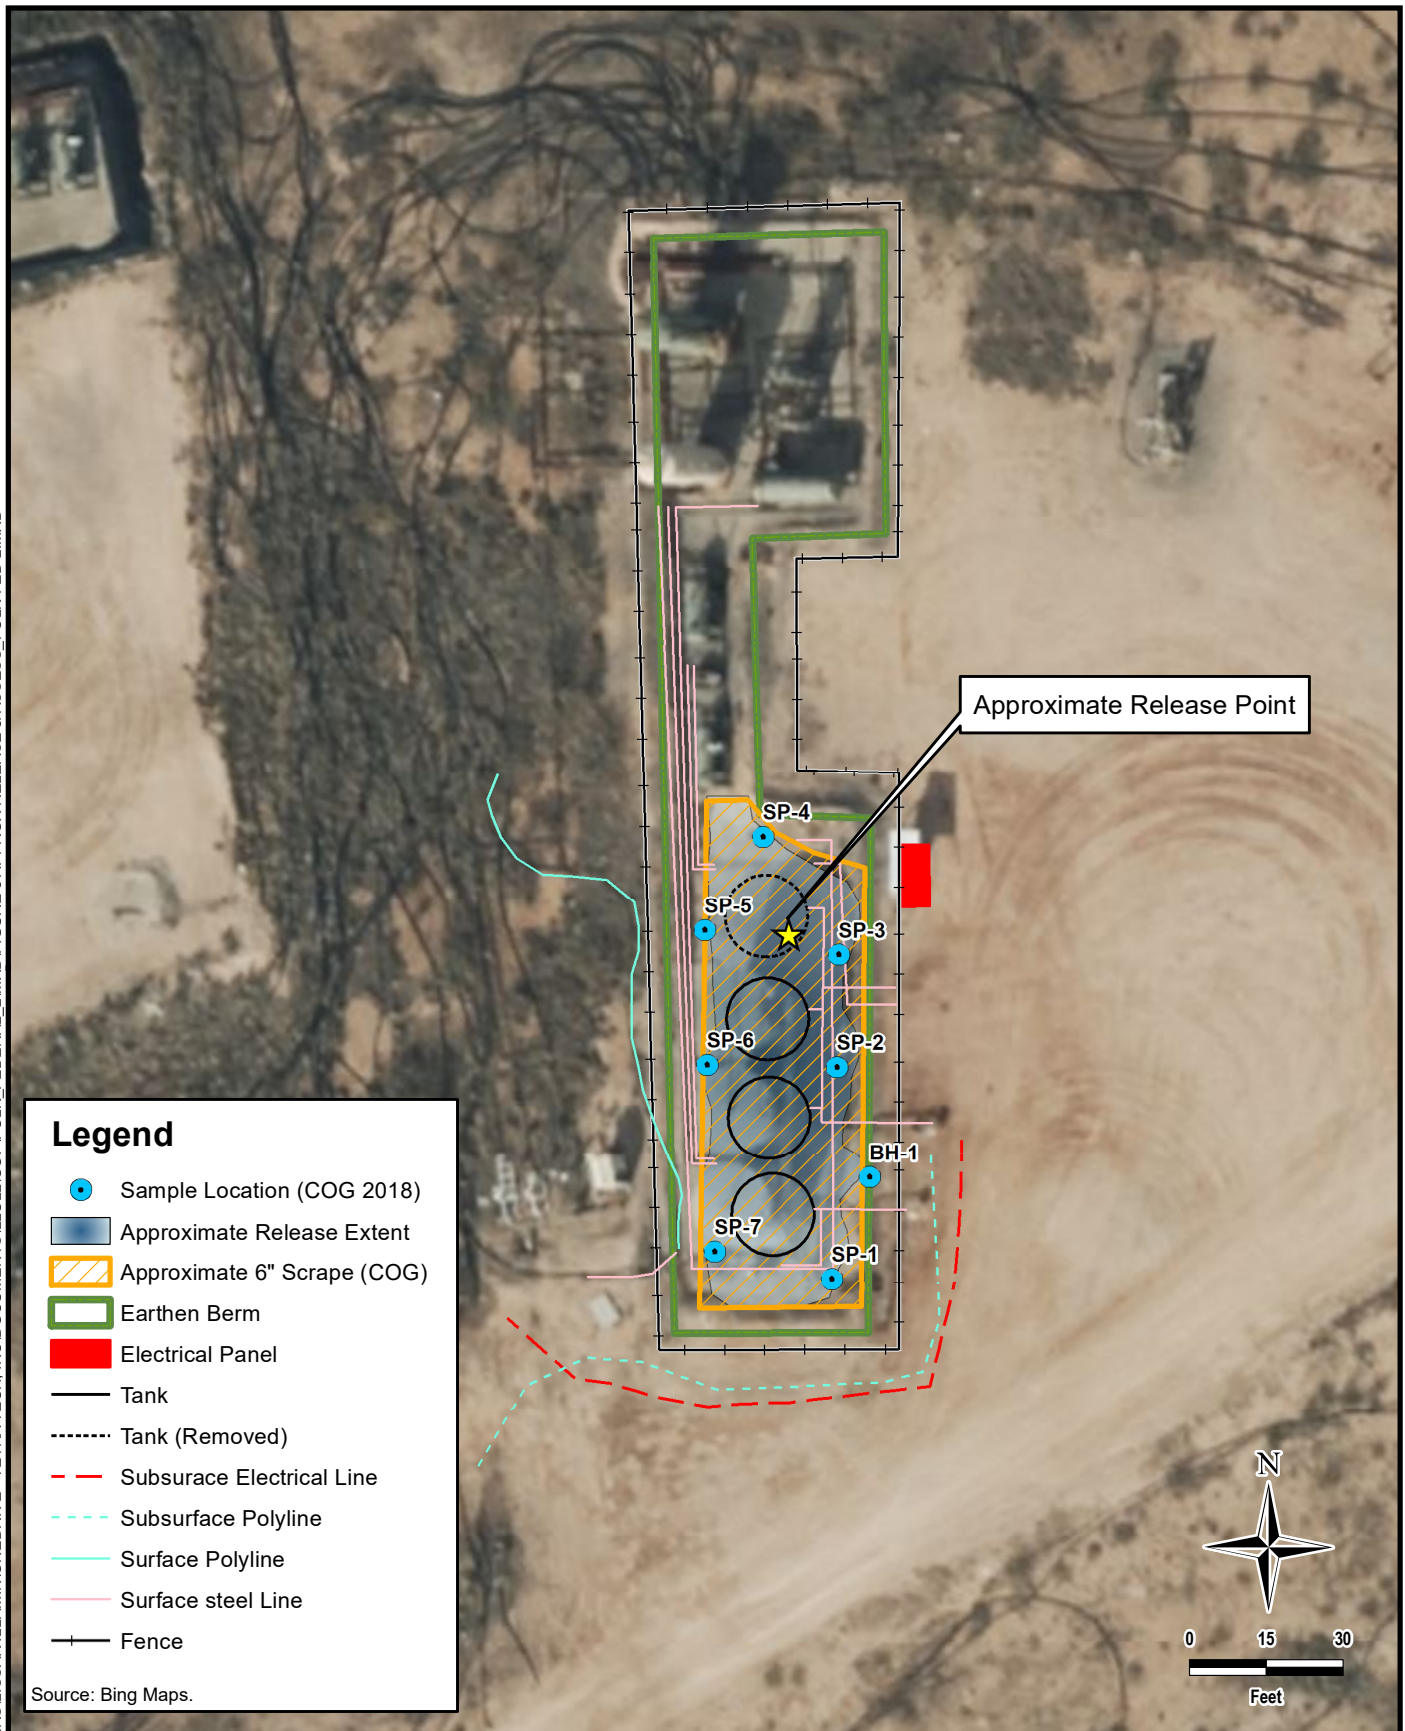 Approximate Release Point
SP-4
SP-5
SP-3
SP-6
SP-2
BH-1
SP-7
SP-1
Legend
Sample Location (COG 2018)
Approximate Release Extent
Approximate 6" Scrape (COG)
Earthen Berm
Electrical Panel
Tank
Tank (Removed)
Subsurace Electrical Line
Subsurface Polyline
Surface Polyline
Surface steel Line
Fence
Source: Bing Maps.
N
0 15 30
Feet